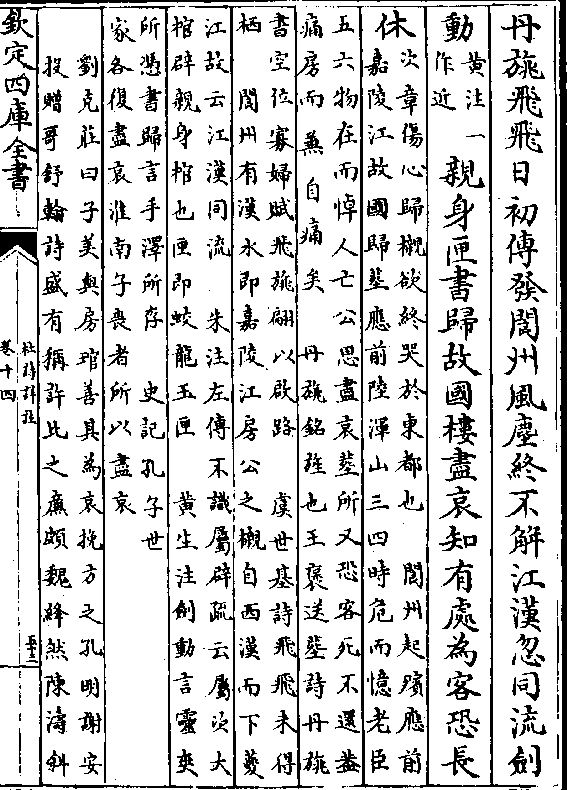 丹旐飛飛日初傳發閬州風塵終不解江漢忽同流劍
動黃注一作近親身匣書歸故國樓盡哀知有處為客恐長
休次章傷心歸櫬欲終哭於東都也 閬州起殯應前
嘉陵江故國歸塟應前陸渾山三四時危而憶老臣
五六物在而悼人亡公思盡哀塟所又恐客死不還蓋
痛房而兼自痛矣 丹旐銘旌也王褒送塟詩丹旐
書空位寡婦賦飛旐翩以啟路 虞世基詩飛飛未得
栖 閬州有漢水即嘉陵江房公之櫬自西漢而下夔
江故云江漢同流 朱注左傳不識屬辟疏云屬次大
棺辟親身棺也匣即蛟龍玉匣 黃生注劍動言靈爽
所憑書歸言手澤所存 史記孔子世
家各復盡哀淮南子喪者所以盡哀
劉克莊曰子美與房琯善其為哀挽方之孔明謝安
投贈哥舒翰詩盛有稱許比之廉頗魏絳然陳濤斜
欽定四庫全書
杜詩詳註
卷十四
五十三